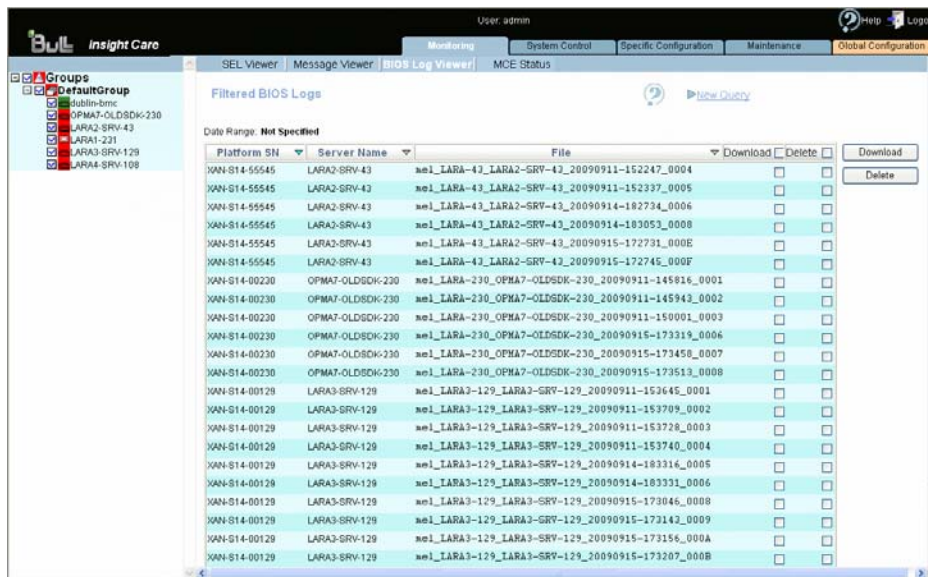 User: admin
Help Logo
Bull Insight Care
Monitoring System Control Specific Configuration Maintenance Global Configuration
SEL Viewer Message Viewer BIOS Log Viewer MCE Status
Groups
DefaultGroup
dublin-bmc
OPMA7-OLDSDK-230
LARA2-SRV-43
LARA1-231
LARA3-SRV-129
LARA4-SRV-108
Filtered BIOS Logs
New Query
Date Range: Not Specified
Platform SN Server Name File Download Delete
Download
Delete
XAN-S14-55545 LARA2-SRV-43 mel_LARA-43_LARA2-SRV-43_20090911-152247_0004
XAN-S14-55545 LARA2-SRV-43 mel_LARA-43_LARA2-SRV-43_20090911-152337_0005
XAN-S14-55545 LARA2-SRV-43 mel_LARA-43_LARA2-SRV-43_20090914-182734_0006
XAN-S14-55545 LARA2-SRV-43 mel_LARA-43_LARA2-SRV-43_20090914-183053_0008
XAN-S14-55545 LARA2-SRV-43 mel_LARA-43_LARA2-SRV-43_20090915-172731_000E
XAN-S14-55545 LARA2-SRV-43 mel_LARA-43_LARA2-SRV-43_20090915-172745_000F
XAN-S14-00230 OPMA7-OLDSDK-230 mel_LARA-230_OPMA7-OLDSDK-230_20090911-145816_0001
XAN-S14-00230 OPMA7-OLDSDK-230 mel_LARA-230_OPMA7-OLDSDK-230_20090911-145943_0002
XAN-S14-00230 OPMA7-OLDSDK-230 mel_LARA-230_OPMA7-OLDSDK-230_20090911-150001_0003
XAN-S14-00230 OPMA7-OLDSDK-230 mel_LARA-230_OPMA7-OLDSDK-230_20090915-173319_0006
XAN-S14-00230 OPMA7-OLDSDK-230 mel_LARA-230_OPMA7-OLDSDK-230_20090915-173458_0007
XAN-S14-00230 OPMA7-OLDSDK-230 mel_LARA-230_OPMA7-OLDSDK-230_20090915-173513_0008
XAN-S14-00129 LARA3-SRV-129 mel_LARA3-129_LARA3-SRV-129_20090911-153645_0001
XAN-S14-00129 LARA3-SRV-129 mel_LARA3-129_LARA3-SRV-129_20090911-153709_0002
XAN-S14-00129 LARA3-SRV-129 mel_LARA3-129_LARA3-SRV-129_20090911-153728_0003
XAN-S14-00129 LARA3-SRV-129 mel_LARA3-129_LARA3-SRV-129_20090911-153740_0004
XAN-S14-00129 LARA3-SRV-129 mel_LARA3-129_LARA3-SRV-129_20090914-183316_0005
XAN-S14-00129 LARA3-SRV-129 mel_LARA3-129_LARA3-SRV-129_20090914-183331_0006
XAN-S14-00129 LARA3-SRV-129 mel_LARA3-129_LARA3-SRV-129_20090915-173046_0008
XAN-S14-00129 LARA3-SRV-129 mel_LARA3-129_LARA3-SRV-129_20090915-173143_0009
XAN-S14-00129 LARA3-SRV-129 mel_LARA3-129_LARA3-SRV-129_20090915-173156_000A
XAN-S14-00129 LARA3-SRV-129 mel_LARA3-129_LARA3-SRV-129_20090915-173207_000B